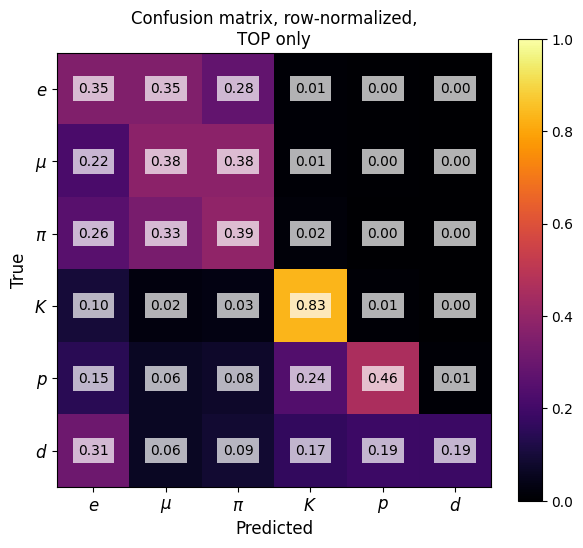 Confusion matrix, row-normalized,
TOP only
True
e 0.35 0.35 0.28 0.01 0.00 0.00
μ 0.22 0.38 0.38 0.01 0.00 0.00
π 0.26 0.33 0.39 0.02 0.00 0.00
K 0.10 0.02 0.03 0.83 0.01 0.00
p 0.15 0.06 0.08 0.24 0.46 0.01
d 0.31 0.06 0.09 0.17 0.19 0.19
e μ π K p d
Predicted
1.0
0.8
0.6
0.4
0.2
0.0